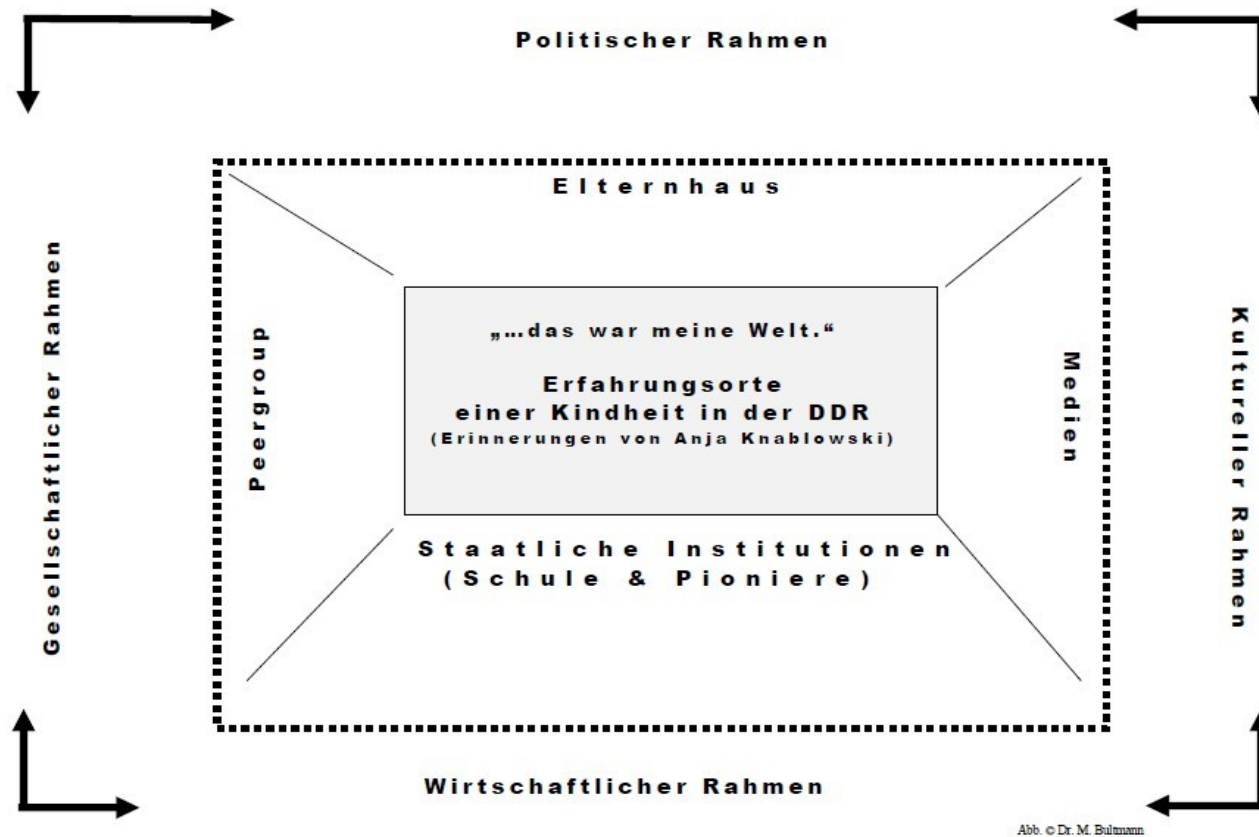 Politischer Rahmen
Elternhaus
Gesellschaftlicher Rahmen
Peergroup
„...das war meine Welt.“
Erfahrungsorte
einer Kindheit in der DDR
(Erinnerungen von Anja Knablowski)
Medien
Kultureller Rahmen
Staatliche Institutionen
(Schule & Pioniere)
Wirtschaftlicher Rahmen
Abb. © Dr. M. Bultmann